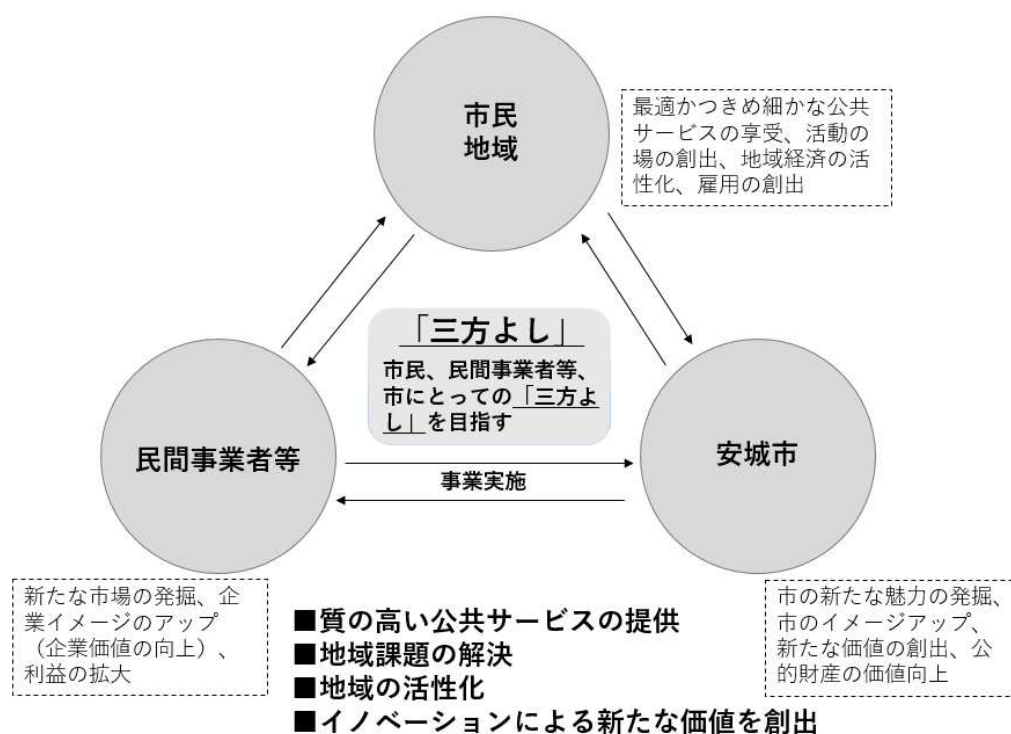 市民
地域
最適かつきめ細かな公共
サービスの享受、活動の
場の創出、地域経済の活
性化、雇用の創出
「三方よし」
市民、民間事業者等、
市にとっての「三方よ
し」を目指す
民間事業者等
事業実施
安城市
新たな市場の発掘、企
業イメージのアップ
（企業価値の向上）、
利益の拡大
市の新たな魅力の発掘、
市のイメージアップ、
新たな価値の創出、公
的財産の価値向上
■質の高い公共サービスの提供
■地域課題の解決
■地域の活性化
■イノベーションによる新たな価値を創出